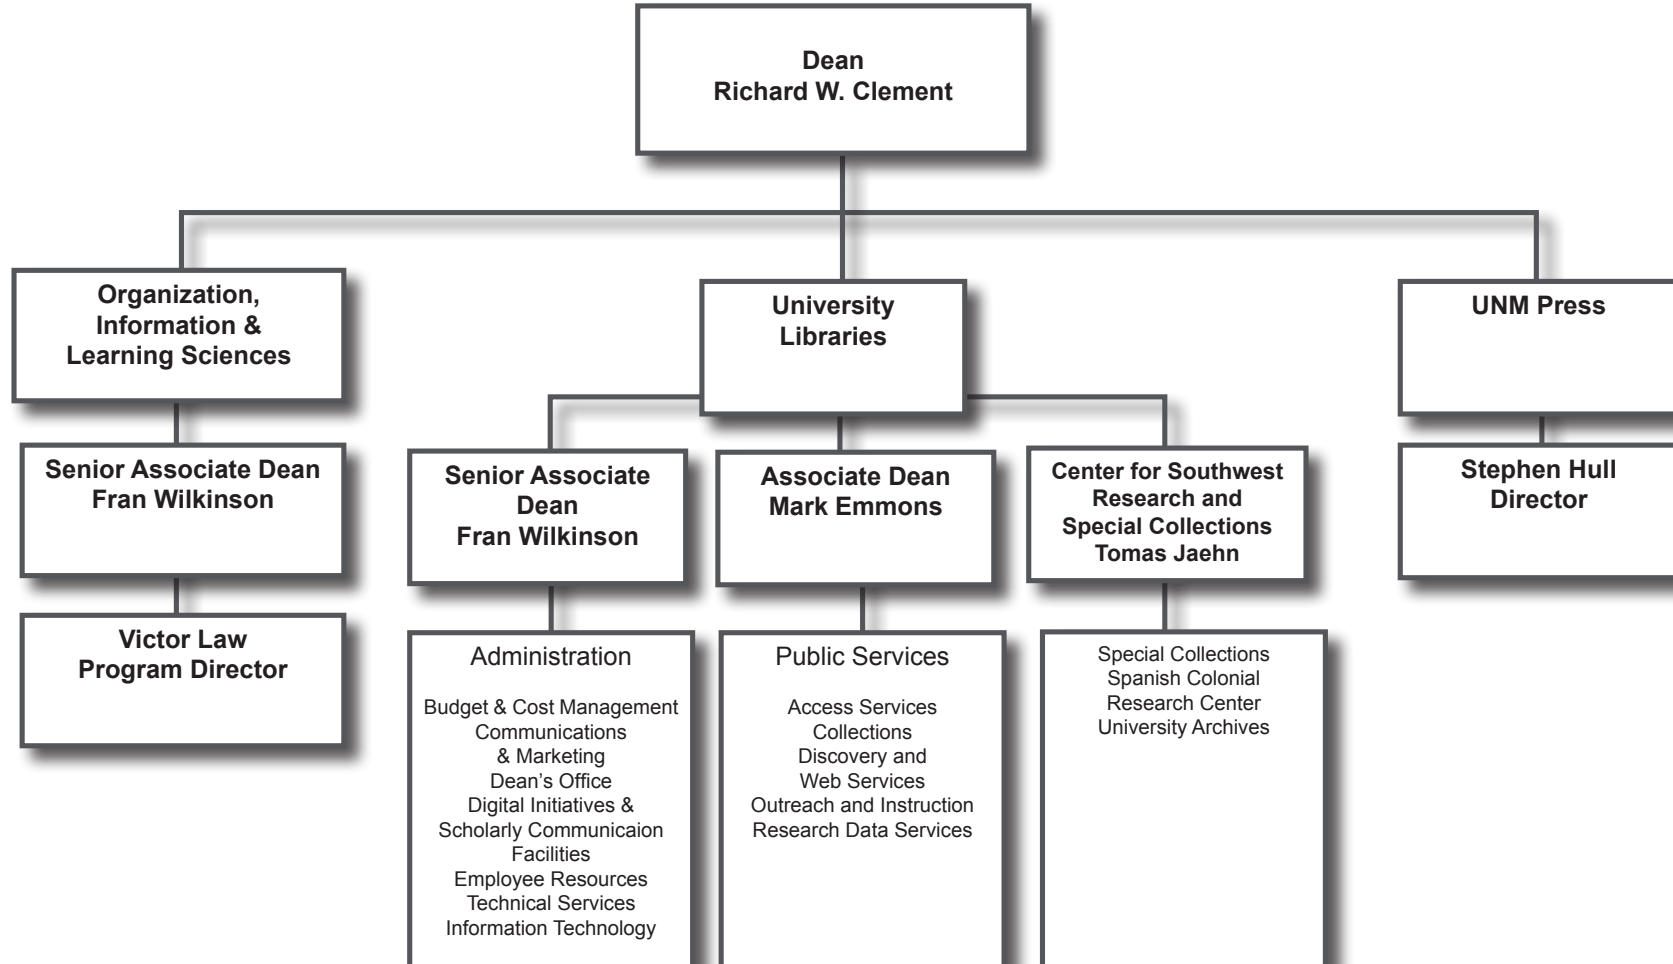 Dean
Richard W. Clement
Organization,
Information &
Learning Sciences
University
Libraries
UNM Press
Senior Associate Dean
Fran Wilkinson
Senior Associate
Dean
Fran Wilkinson
Associate Dean
Mark Emmons
Center for Southwest
Research and
Special Collections
Tomas Jaehn
Stephen Hull
Director
Victor Law
Program Director
Administration
Budget & Cost Management
Communications
& Marketing
Dean’s Office
Digital Initiatives &
Scholarly Communicaion
Facilities
Employee Resources
Technical Services
Information Technology
Public Services
Access Services
Collections
Discovery and
Web Services
Outreach and Instruction
Research Data Services
Special Collections
Spanish Colonial
Research Center
University Archives